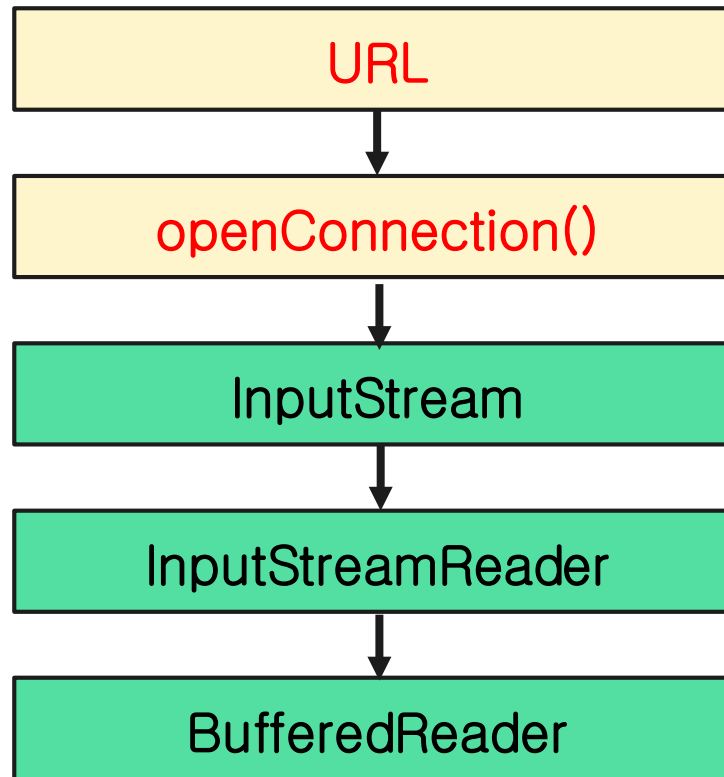 URL
openConnection()
InputStream
InputStreamReader
BufferedReader